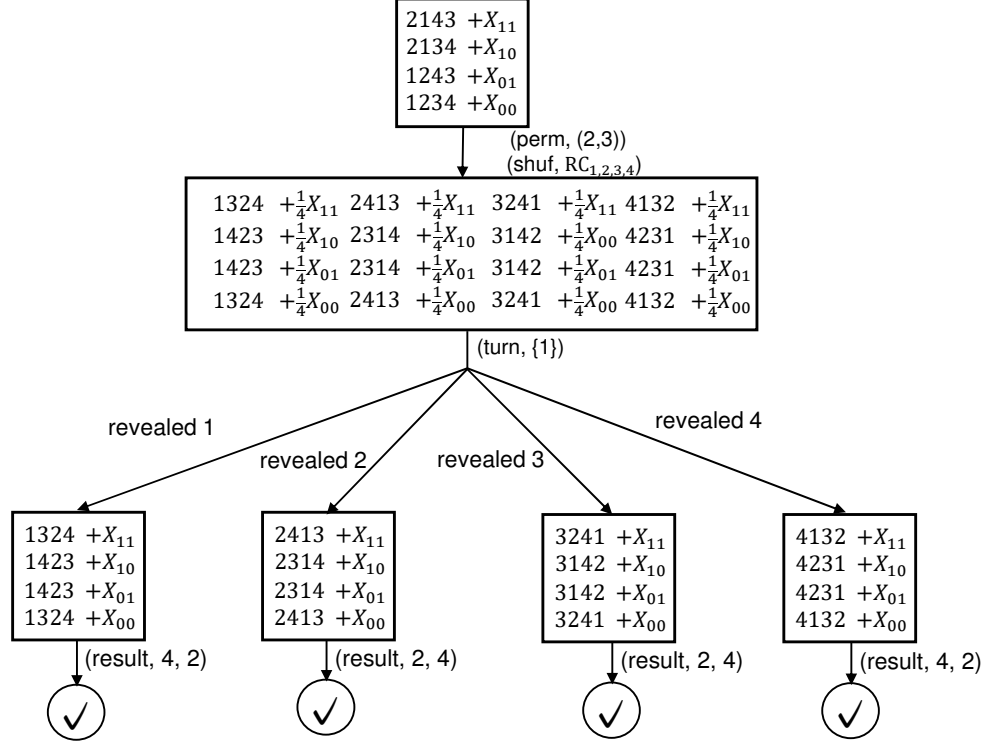 2143 +X₁₁
2134 +X₁₀
1243 +X₀₁
1234 +X₀₀
(perm, (2,3))
(shuf, RC₁,₂,₃,₄)
1324 +¼X₁₁ 2413 +¼X₁₁ 3241 +¼X₁₁ 4132 +¼X₁₁
1423 +¼X₁₀ 2314 +¼X₁₀ 3142 +¼X₀₀ 4231 +¼X₁₀
1423 +¼X₀₁ 2314 +¼X₀₁ 3142 +¼X₀₁ 4231 +¼X₀₁
1324 +¼X₀₀ 2413 +¼X₀₀ 3241 +¼X₀₀ 4132 +¼X₀₀
(turn, {1})
revealed 1
revealed 2
revealed 3
revealed 4
1324 +X₁₁
1423 +X₁₀
1423 +X₀₁
1324 +X₀₀
(result, 4, 2)
2413 +X₁₁
2314 +X₁₀
2314 +X₀₁
2413 +X₀₀
(result, 2, 4)
3241 +X₁₁
3142 +X₁₀
3142 +X₀₁
3241 +X₀₀
(result, 2, 4)
4132 +X₁₁
4231 +X₁₀
4231 +X₀₁
4132 +X₀₀
(result, 4, 2)